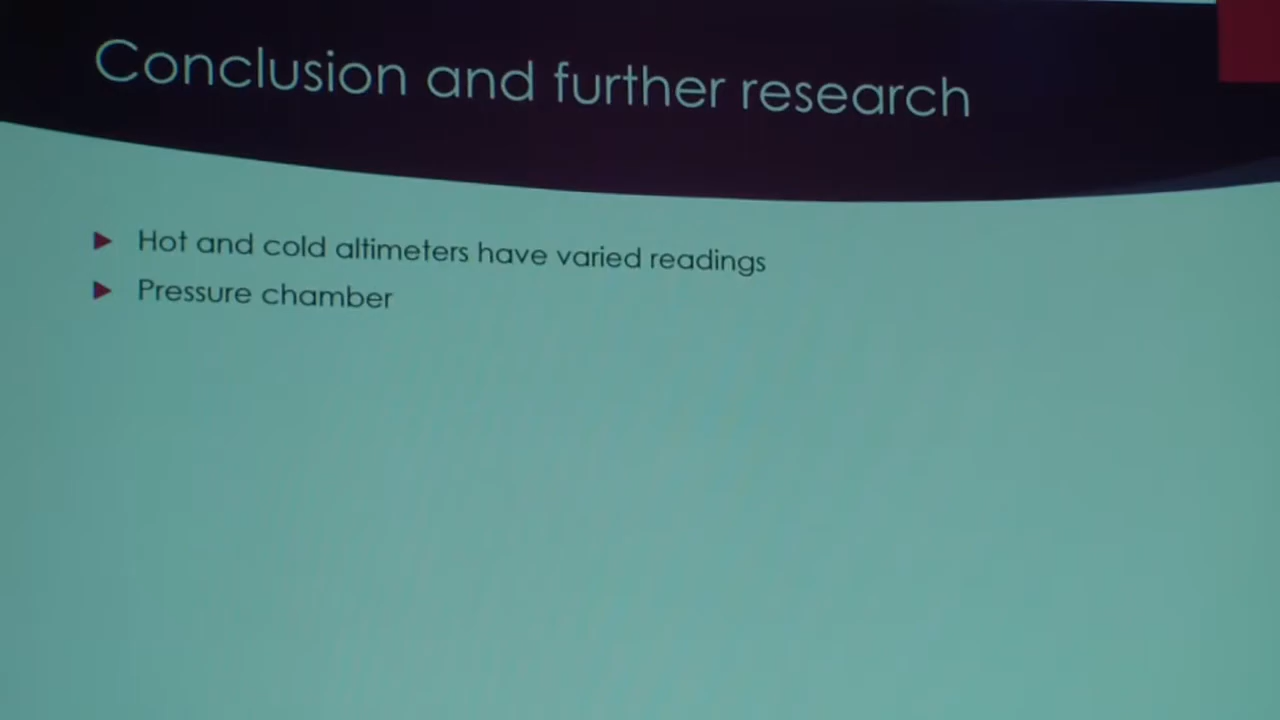 Conclusion and further research
Hot and cold altimeters have varied readings
Pressure chamber